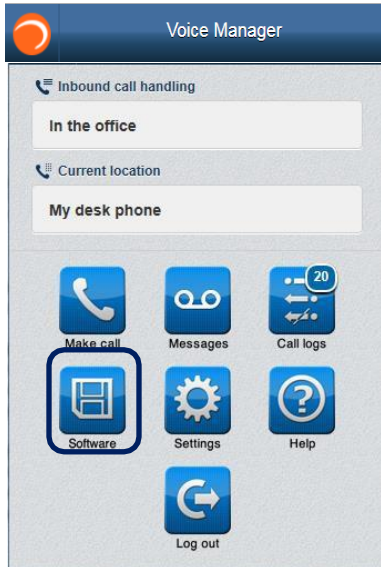 Voice Manager
Inbound call handling
In the office
Current location
My desk phone
20
Make call
Messages
Call logs
Software
Settings
Help
Log out